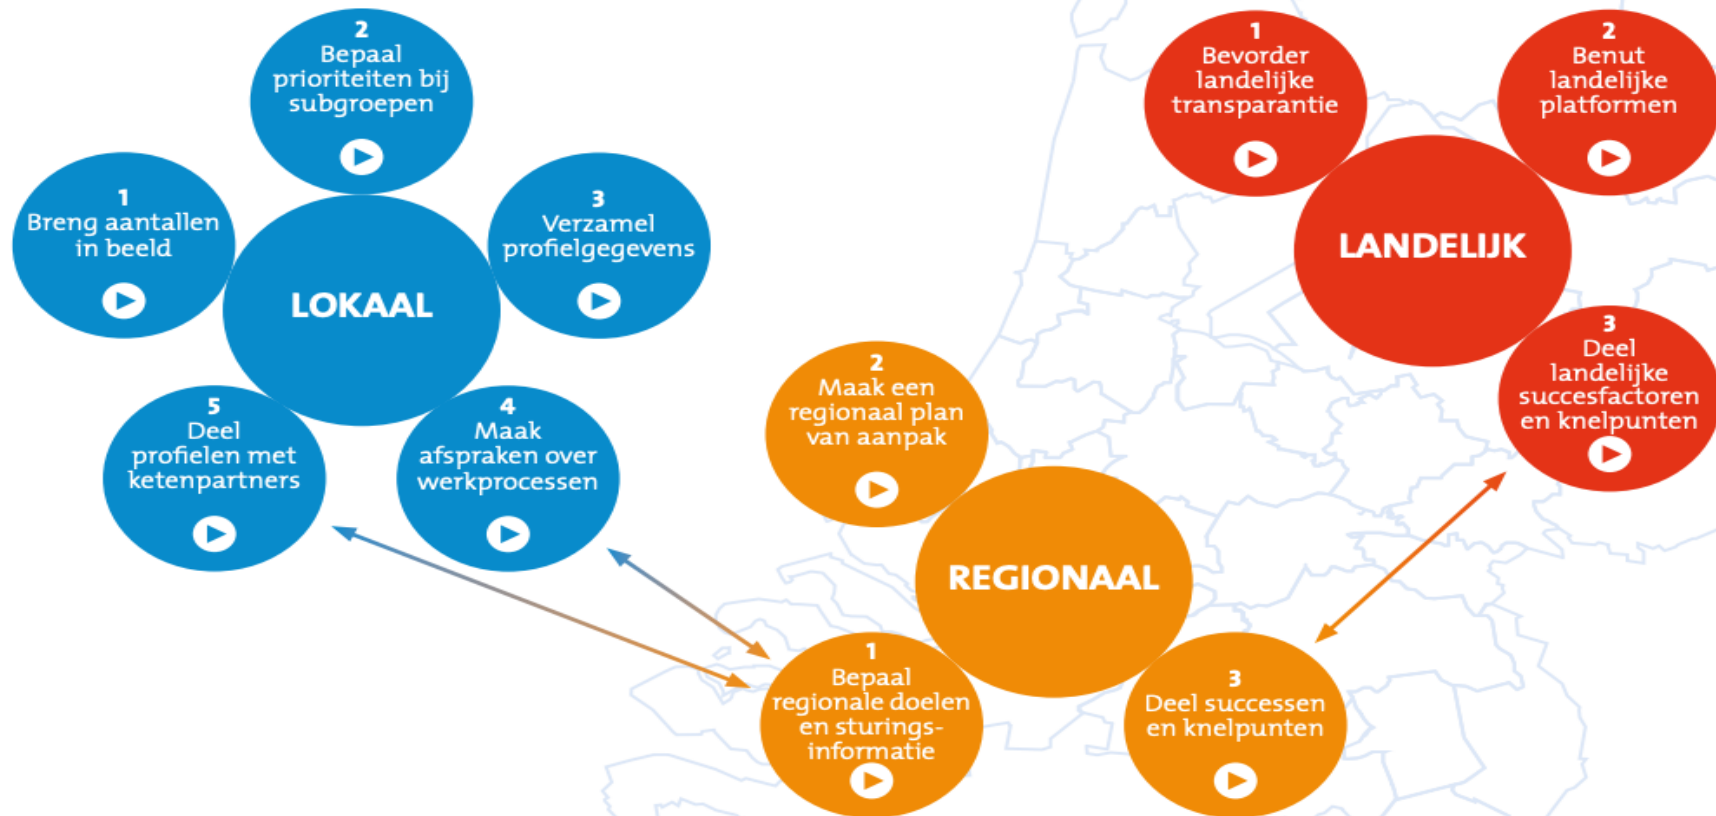 LOKAAL
1
Breng aantallen
in beeld
2
Bepaal
prioriteiten bij
subgroepen
3
Verzamel
profielgegevens
4
Maak
afspraken over
werkprocessen
5
Deel
profielen met
ketenpartners
REGIONAAL
1
Bepaal
regionale doelen
en sturings-
informatie
2
Maak een
regionaal plan
van aanpak
3
Deel successen
en knelpunten
LANDELIJK
1
Bevorder
landelijke
transparantie
2
Benut
landelijke
platformen
3
Deel
landelijke
succesfactoren
en knelpunten